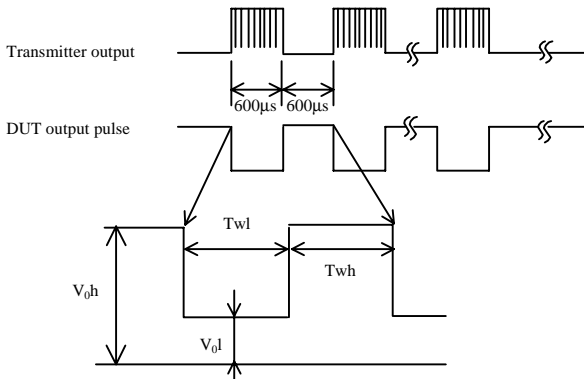 Transmitter output
600μs 600μs
DUT output pulse
Twl
Twh
V₀h
V₀l